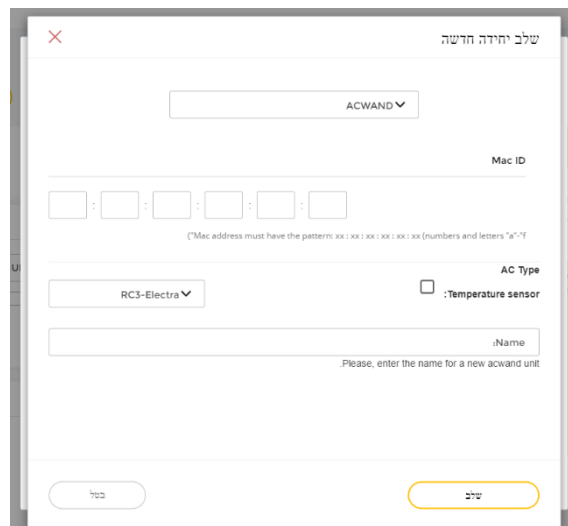 שלב יחידה חדשה
ACWAND
Mac ID
: : : : :
("Mac address must have the pattern: xx : xx : xx : xx : xx : xx (numbers and letters "a"-"f
AC Type
RC3-Electra
:Temperature sensor
:Name
.Please, enter the name for a new acwand unit
שלב
בטל